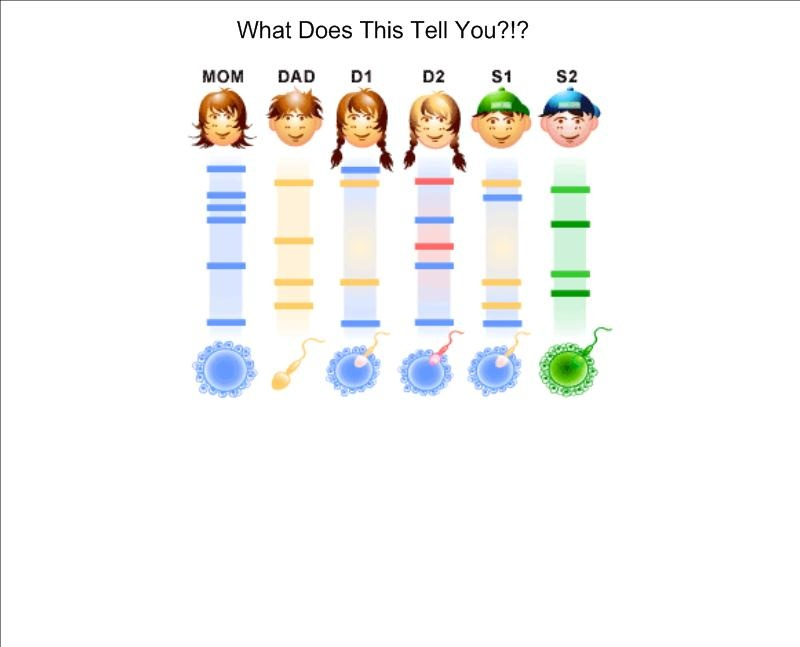 What Does This Tell You?!?
MOM DAD D1 D2 S1 S2